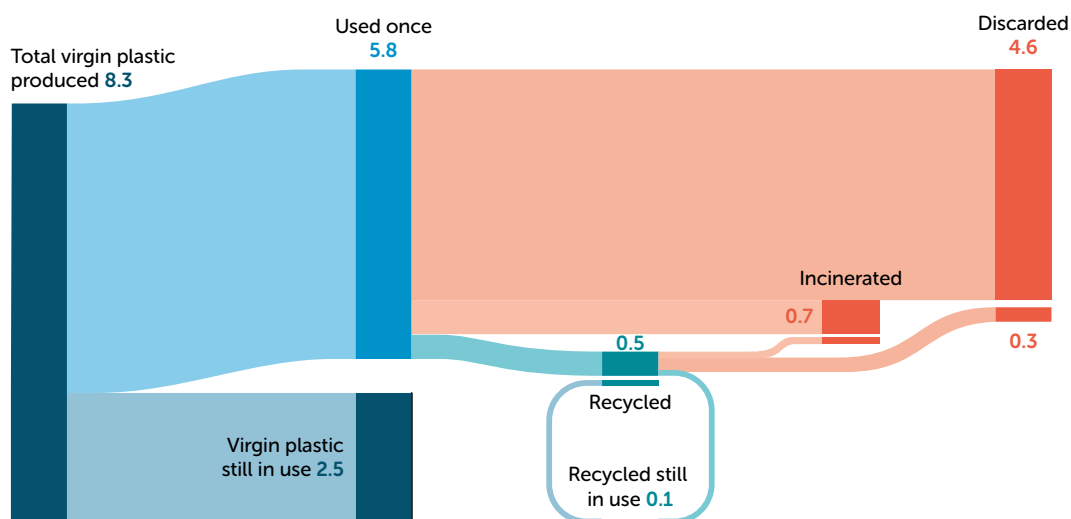 Used once
5.8
Discarded
4.6
Total virgin plastic
produced 8.3
Incinerated
0.7
0.3
0.5
Recycled
Virgin plastic
still in use 2.5
Recycled still
in use 0.1